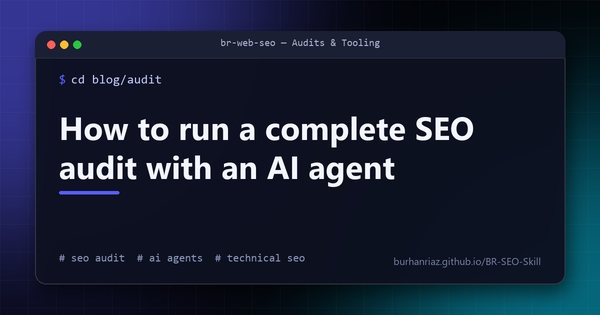 br-web-seo — Audits & Tooling
$ cd blog/audit
How to run a complete SEO
audit with an AI agent
# seo audit # ai agents # technical seo
burhanriaz.github.io/BR-SEO-Skill